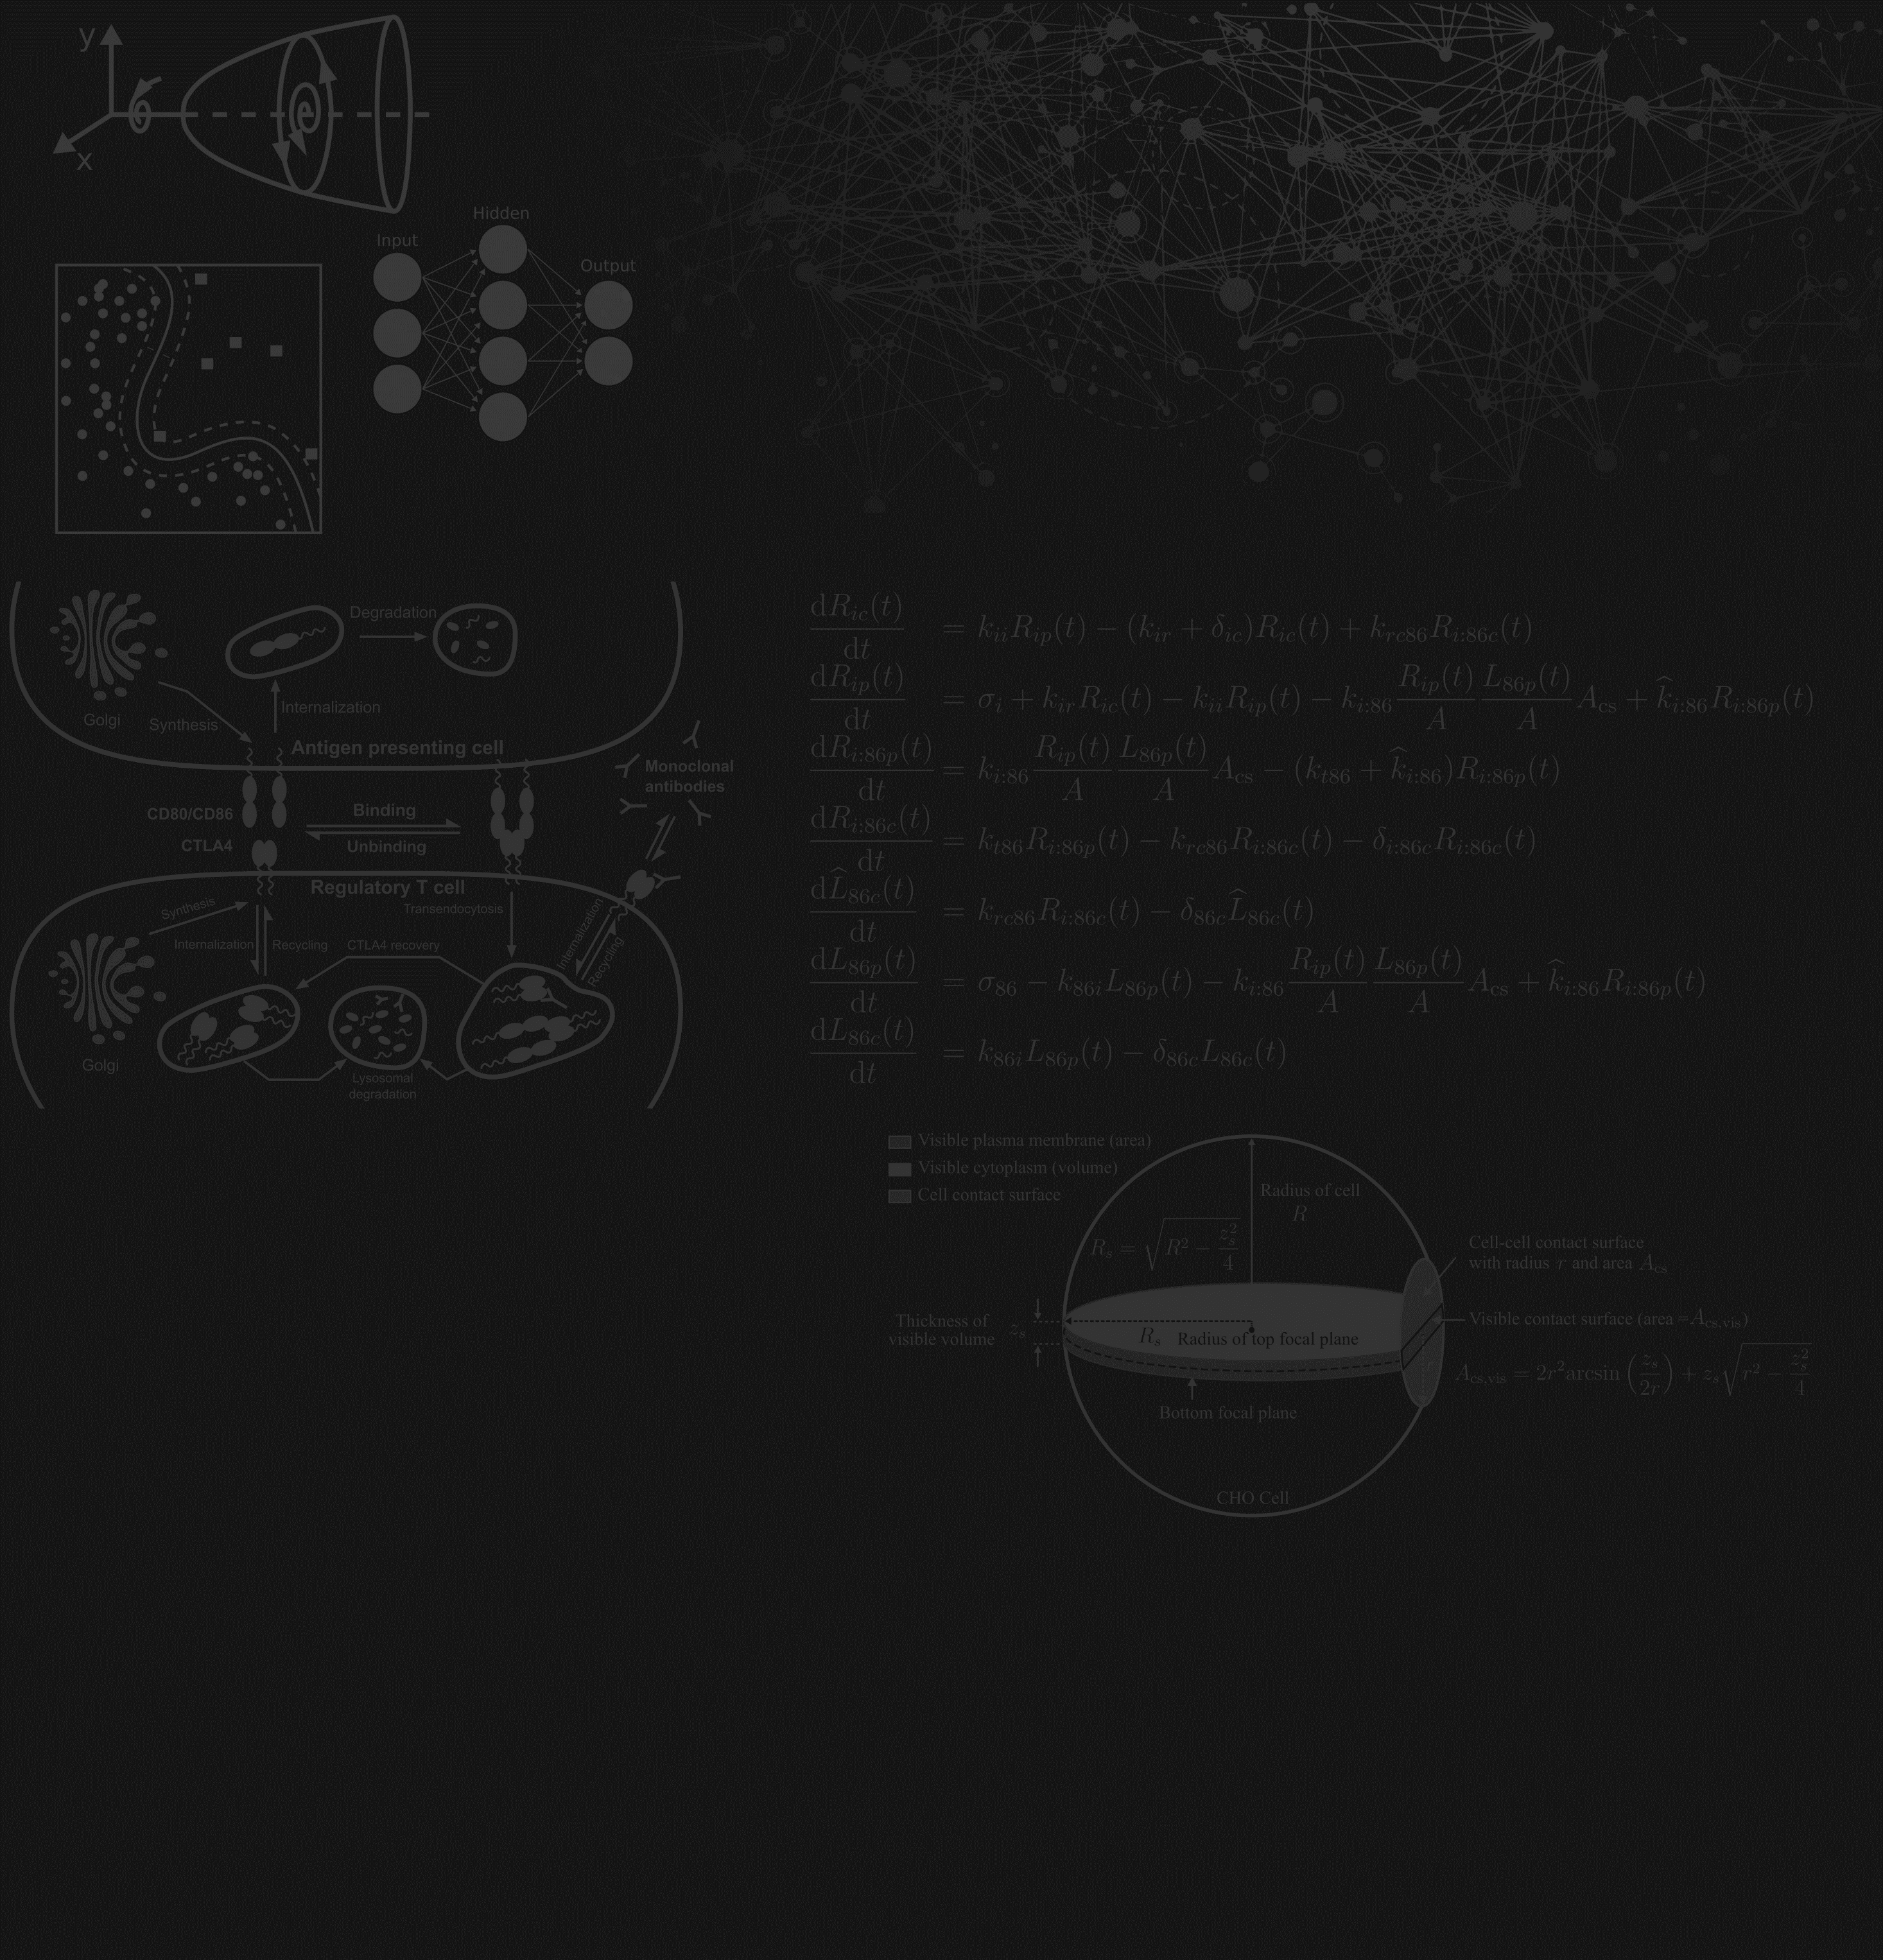 y
x
Input
Hidden
Output
Degradation
Golgi
Synthesis
Internalization
Antigen presenting cell
Monoclonal
antibodies
CD80/CD86
Binding
CTLA4
Unbinding
Regulatory T cell
Synthesis
Transendocytosis
Internalization
Recycling
CTLA4 recovery
Internalization
Recycling
Golgi
Lysosomal
degradation
dR_{ic}(t)/dt = k_{ii}R_{ip}(t) − (k_{ir} + δ_{ic})R_{ic}(t) + k_{rc86}R_{i:86c}(t)
dR_{ip}(t)/dt = σ_i + k_{ir}R_{ic}(t) − k_{ii}R_{ip}(t) − k_{i:86} R_{ip}(t)/A L_{86p}(t)/A A_{cs} + k̂_{i:86}R_{i:86p}(t)
dR_{i:86p}(t)/dt = k_{i:86} R_{ip}(t)/A L_{86p}(t)/A A_{cs} − (k_{t86} + k̂_{i:86})R_{i:86p}(t)
dR_{i:86c}(t)/dt = k_{t86}R_{i:86p}(t) − k_{rc86}R_{i:86c}(t) − δ_{i:86c}R_{i:86c}(t)
dL̂_{86c}(t)/dt = k_{rc86}R_{i:86c}(t) − δ_{86c}L̂_{86c}(t)
dL_{86p}(t)/dt = σ_{86} − k_{86i}L_{86p}(t) − k_{i:86} R_{ip}(t)/A L_{86p}(t)/A A_{cs} + k̂_{i:86}R_{i:86p}(t)
dL_{86c}(t)/dt = k_{86i}L_{86p}(t) − δ_{86c}L_{86c}(t)
Visible plasma membrane (area)
Visible cytoplasm (volume)
Cell contact surface
Radius of cell
R
R_s = √(R² − z_s²/4)
Cell-cell contact surface
with radius r and area A_{cs}
Thickness of
visible volume z_s
R_s Radius of top focal plane
Visible contact surface (area =A_{cs,vis})
r
A_{cs,vis} = 2r²arcsin (z_s/2r) + z_s√(r² − z_s²/4)
Bottom focal plane
CHO Cell